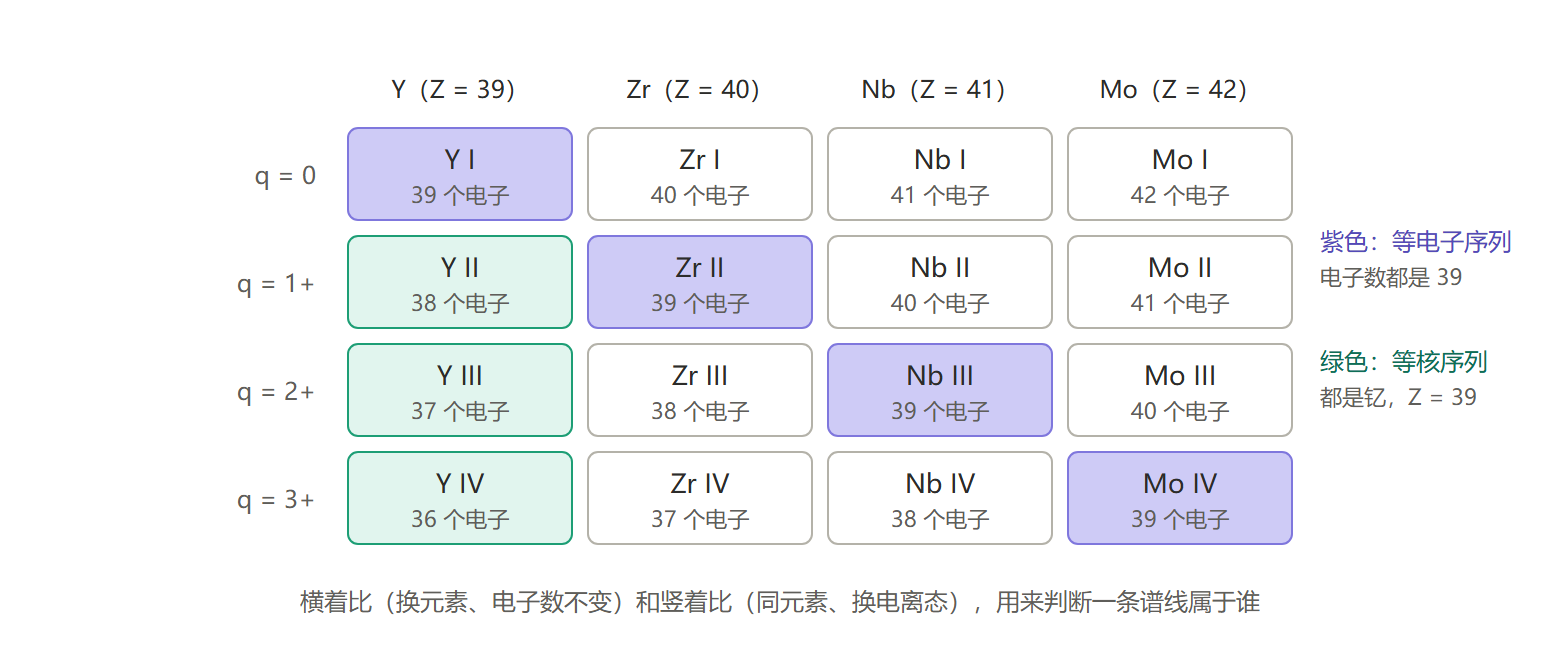 Y（Z = 39） Zr（Z = 40） Nb（Z = 41） Mo（Z = 42）
q = 0
Y I
39 个电子
Zr I
40 个电子
Nb I
41 个电子
Mo I
42 个电子
q = 1+
Y II
38 个电子
Zr II
39 个电子
Nb II
40 个电子
Mo II
41 个电子
q = 2+
Y III
37 个电子
Zr III
38 个电子
Nb III
39 个电子
Mo III
40 个电子
q = 3+
Y IV
36 个电子
Zr IV
37 个电子
Nb IV
38 个电子
Mo IV
39 个电子
紫色：等电子序列
电子数都是 39
绿色：等核序列
都是钇，Z = 39
横着比（换元素、电子数不变）和竖着比（同元素、换电离态），用来判断一条谱线属于谁